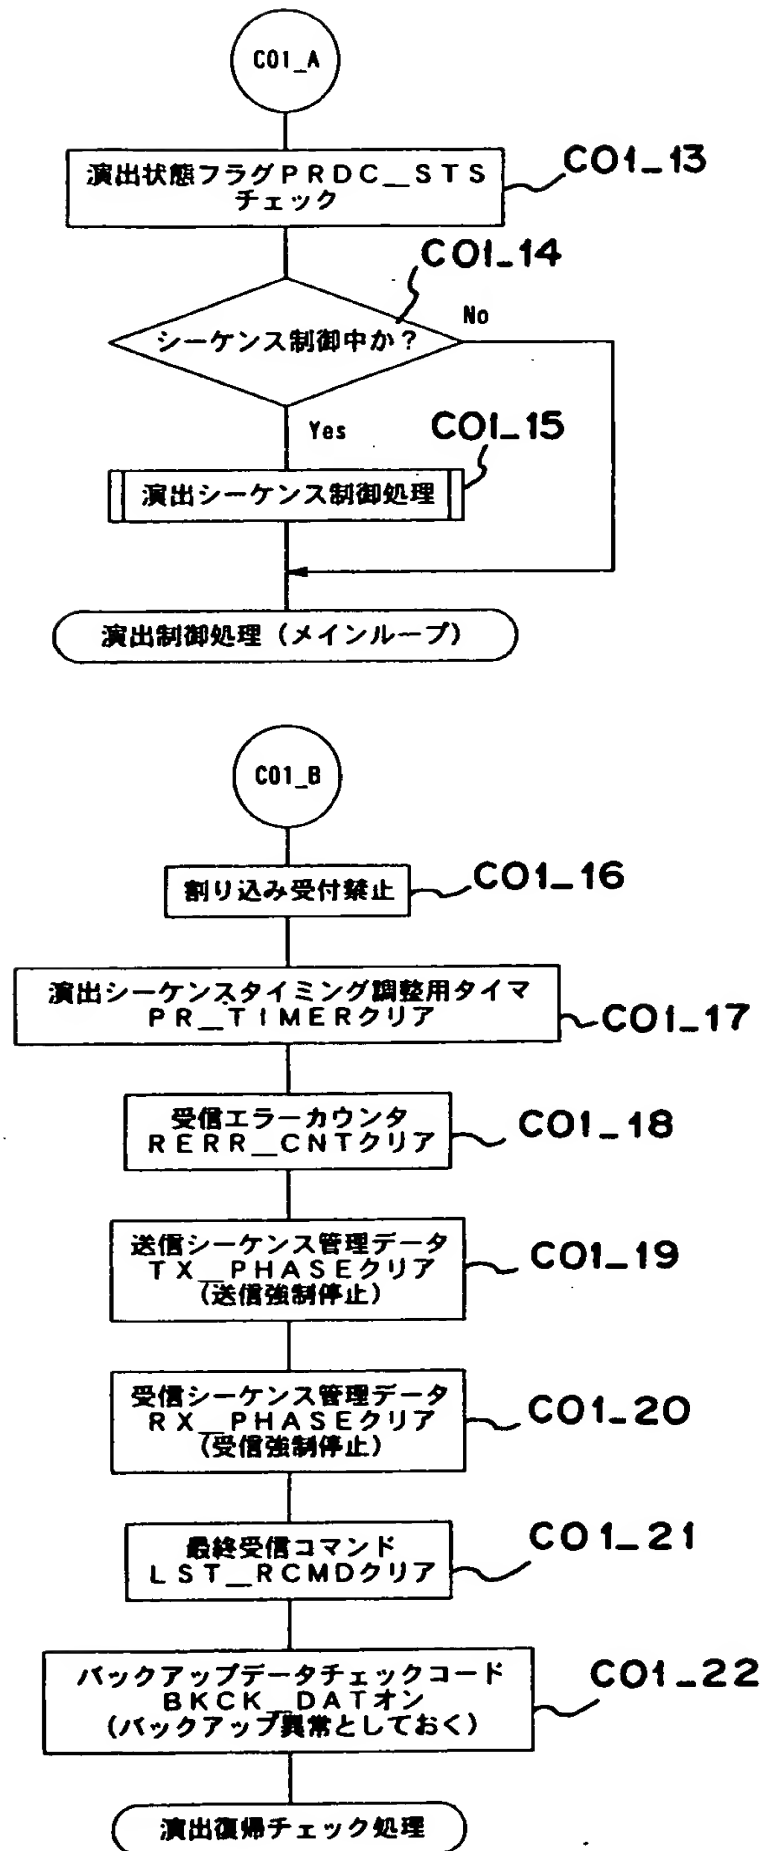 C01_A
演出状態フラグPRDC_STS
チェック
CO1_13
CO1_14
シーケンス制御中か？
No
Yes
CO1_15
演出シーケンス制御処理
演出制御処理（メインループ）
C01_B
割り込み受付禁止
CO1_16
演出シーケンスタイミング調整用タイマ
PR_TIMERクリア
CO1_17
受信エラーカウンタ
RERR_CNTクリア
CO1_18
送信シーケンス管理データ
TX_PHASEクリア
（送信強制停止）
CO1_19
受信シーケンス管理データ
RX_PHASEクリア
（受信強制停止）
CO1_20
最終受信コマンド
LST_RCMDクリア
CO1_21
バックアップデータチェックコード
BKCK_DATオン
（バックアップ異常としておく）
CO1_22
演出復帰チェック処理